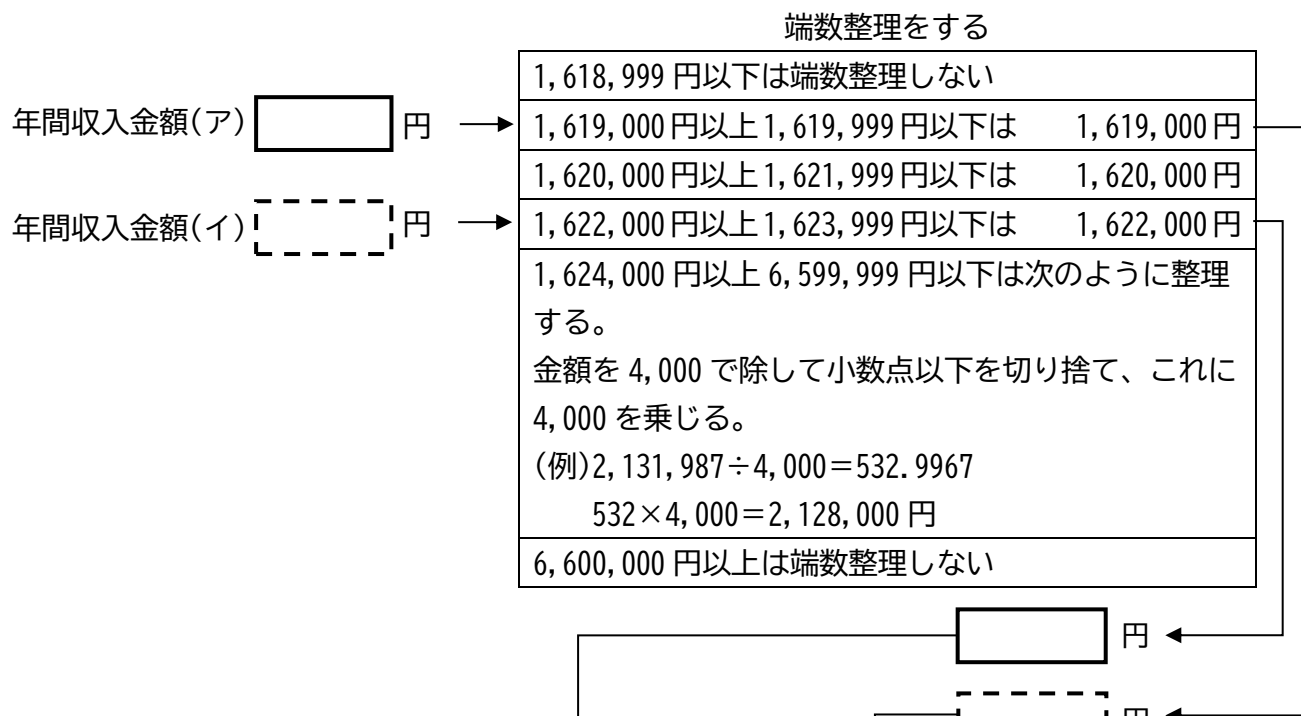 端数整理をする
1,618,999円以下は端数整理しない
年間収入金額(ア) 円
1,619,000円以上1,619,999円以下は 1,619,000円
1,620,000円以上1,621,999円以下は 1,620,000円
年間収入金額(イ) 円
1,622,000円以上1,623,999円以下は 1,622,000円
1,624,000円以上6,599,999円以下は次のように整理
する。
金額を4,000で除して小数点以下を切り捨て、これに
4,000を乗じる。
(例)2,131,987÷4,000=532.9967
532×4,000=2,128,000円
6,600,000円以上は端数整理しない
円
円